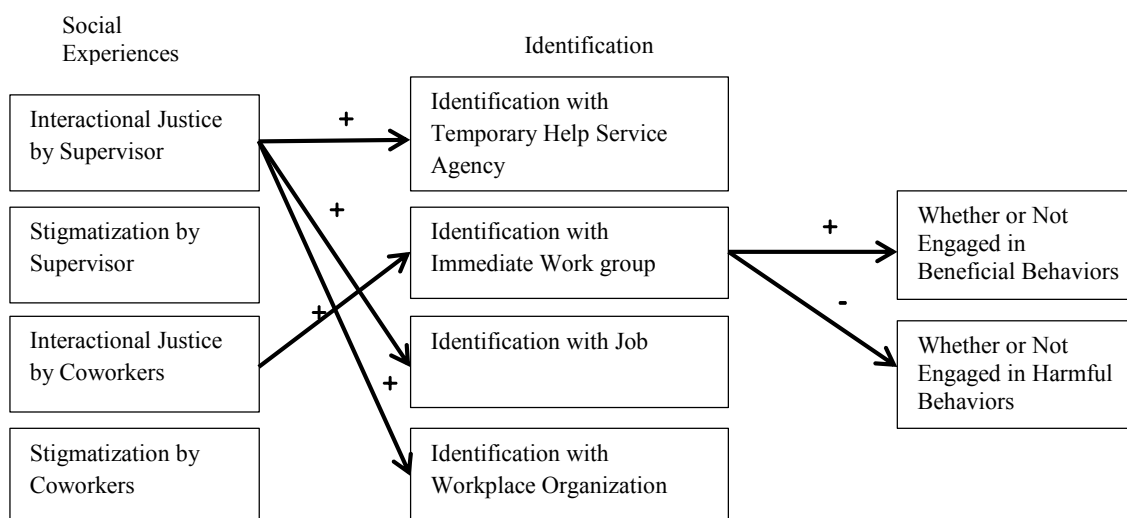 Social
Experiences
Identification
Interactional Justice
by Supervisor
+
Identification with
Temporary Help Service
Agency
Stigmatization by
Supervisor
+
Identification with
Immediate Work group
+
Whether or Not
Engaged in
Beneficial Behaviors
Interactional Justice
by Coworkers
+
Identification with Job
-
Whether or Not
Engaged in Harmful
Behaviors
+
Stigmatization by
Coworkers
Identification with
Workplace Organization